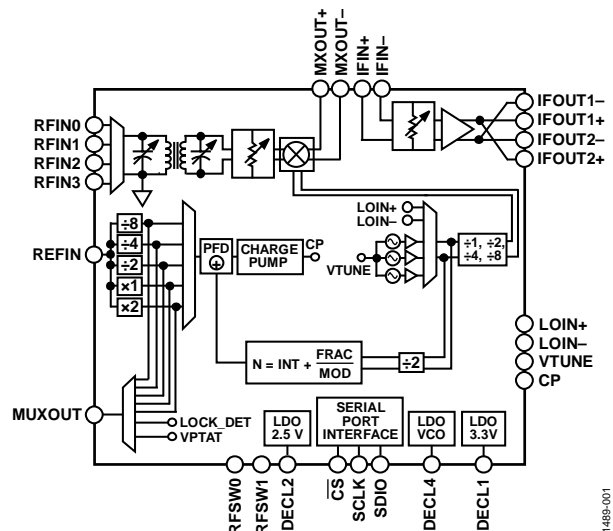 MXOUT+
MXOUT–
IFIN+
IFIN–
RFIN0
RFIN1
RFIN2
RFIN3
IFOUT1–
IFOUT1+
IFOUT2–
IFOUT2+
REFIN
÷8
÷4
÷2
×1
×2
PFD
+
CHARGE
PUMP
CP
LOIN+
LOIN–
VTUNE
÷1, ÷2,
÷4, ÷8
N = INT + FRAC
MOD
÷2
LOIN+
LOIN–
VTUNE
CP
MUXOUT
LOCK_DET
VPTAT
LDO
2.5 V
SERIAL
PORT
INTERFACE
LDO
VCO
LDO
3.3V
RFSW0
RFSW1
DECL2
CS
SCLK
SDIO
DECL4
DECL1
1489-001